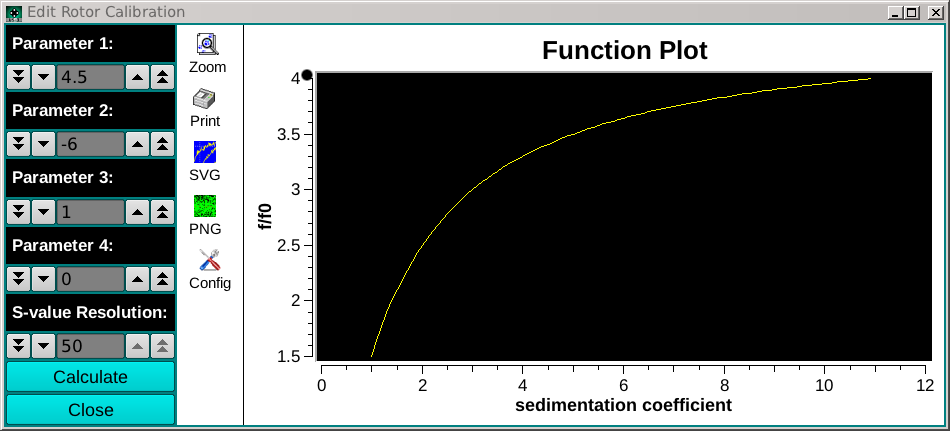 Edit Rotor Calibration
Parameter 1:
4.5
Parameter 2:
-6
Parameter 3:
1
Parameter 4:
0
S-value Resolution:
50
Calculate
Close
Zoom
Print
SVG
PNG
Config
Function Plot
4
3.5
3
2.5
2
1.5
f/f0
0 2 4 6 8 10 12
sedimentation coefficient